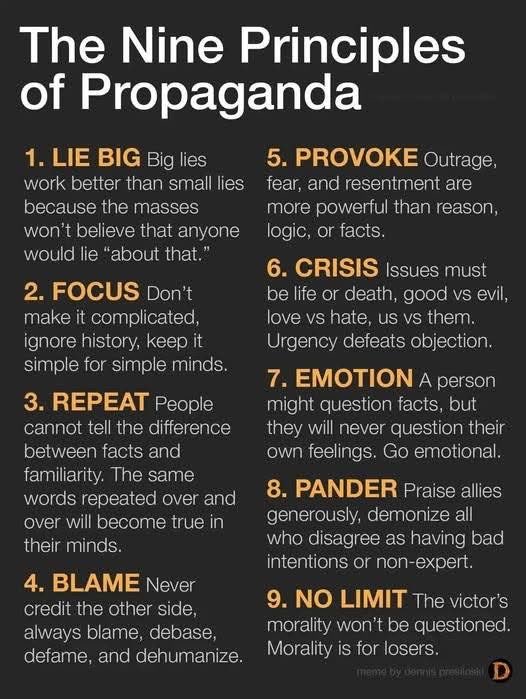 The Nine Principles
of Propaganda
1. LIE BIG Big lies
work better than small lies
because the masses
won't believe that anyone
would lie “about that.”
2. FOCUS Don't
make it complicated,
ignore history, keep it
simple for simple minds.
3. REPEAT People
cannot tell the difference
between facts and
familiarity. The same
words repeated over and
over will become true in
their minds.
4. BLAME Never
credit the other side,
always blame, debase,
defame, and dehumanize.
5. PROVOKE Outrage,
fear, and resentment are
more powerful than reason,
logic, or facts.
6. CRISIS Issues must
be life or death, good vs evil,
love vs hate, us vs them.
Urgency defeats objection.
7. EMOTION A person
might question facts, but
they will never question their
own feelings. Go emotional.
8. PANDER Praise allies
generously, demonize all
who disagree as having bad
intentions or non-expert.
9. NO LIMIT The victor's
morality won't be questioned.
Morality is for losers.
meme by dennis D